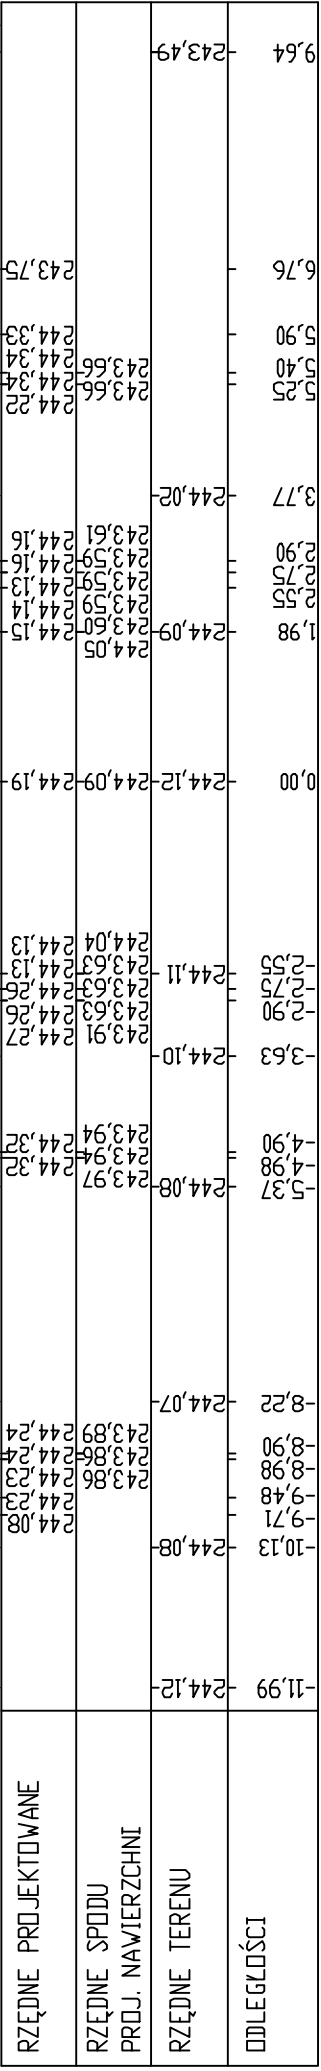 RZĘDNE PROJEKTOWANE 244,08 244,23 244,23 244,24 244,24 244,32 244,32 244,27 244,26 244,26 244,13 244,13 244,19 244,15 244,14 244,13 244,16 244,16 244,22 244,34 244,34 244,33 243,75
RZĘDNE SPODU
PROJ. NAWIERZCHNI 243,86 243,86 243,89 243,97 243,94 243,94 243,91 243,63 243,63 243,63 244,04 244,09 244,05 243,60 243,59 243,59 243,59 243,61 243,66 243,66
RZĘDNE TERENU 244,12 244,08 244,07 244,08 244,10 244,11 244,12 244,09 244,02 243,49
ODLEGŁOŚCI -11,99 -10,13 -9,71 -9,48 -8,98 -8,90 -8,22 -5,37 -4,98 -4,90 -3,63 -2,90 -2,75 -2,55 0,00 1,98 2,55 2,75 2,90 3,77 5,25 5,40 5,90 6,76 9,64